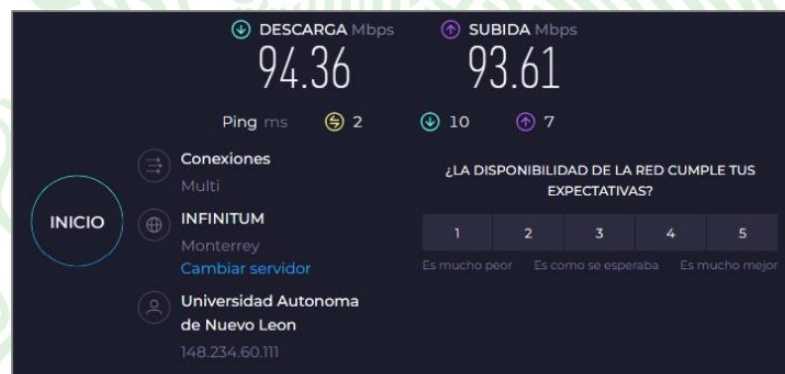 DESCARGA Mbps
94.36
SUBIDA Mbps
93.61
Ping ms 2 10 7
INICIO
Conexiones
Multi
INFINITUM
Monterrey
Cambiar servidor
Universidad Autonoma
de Nuevo Leon
148.234.60.111
¿LA DISPONIBILIDAD DE LA RED CUMPLE TUS
EXPECTATIVAS?
1 2 3 4 5
Es mucho peor Es como se esperaba Es mucho mejor